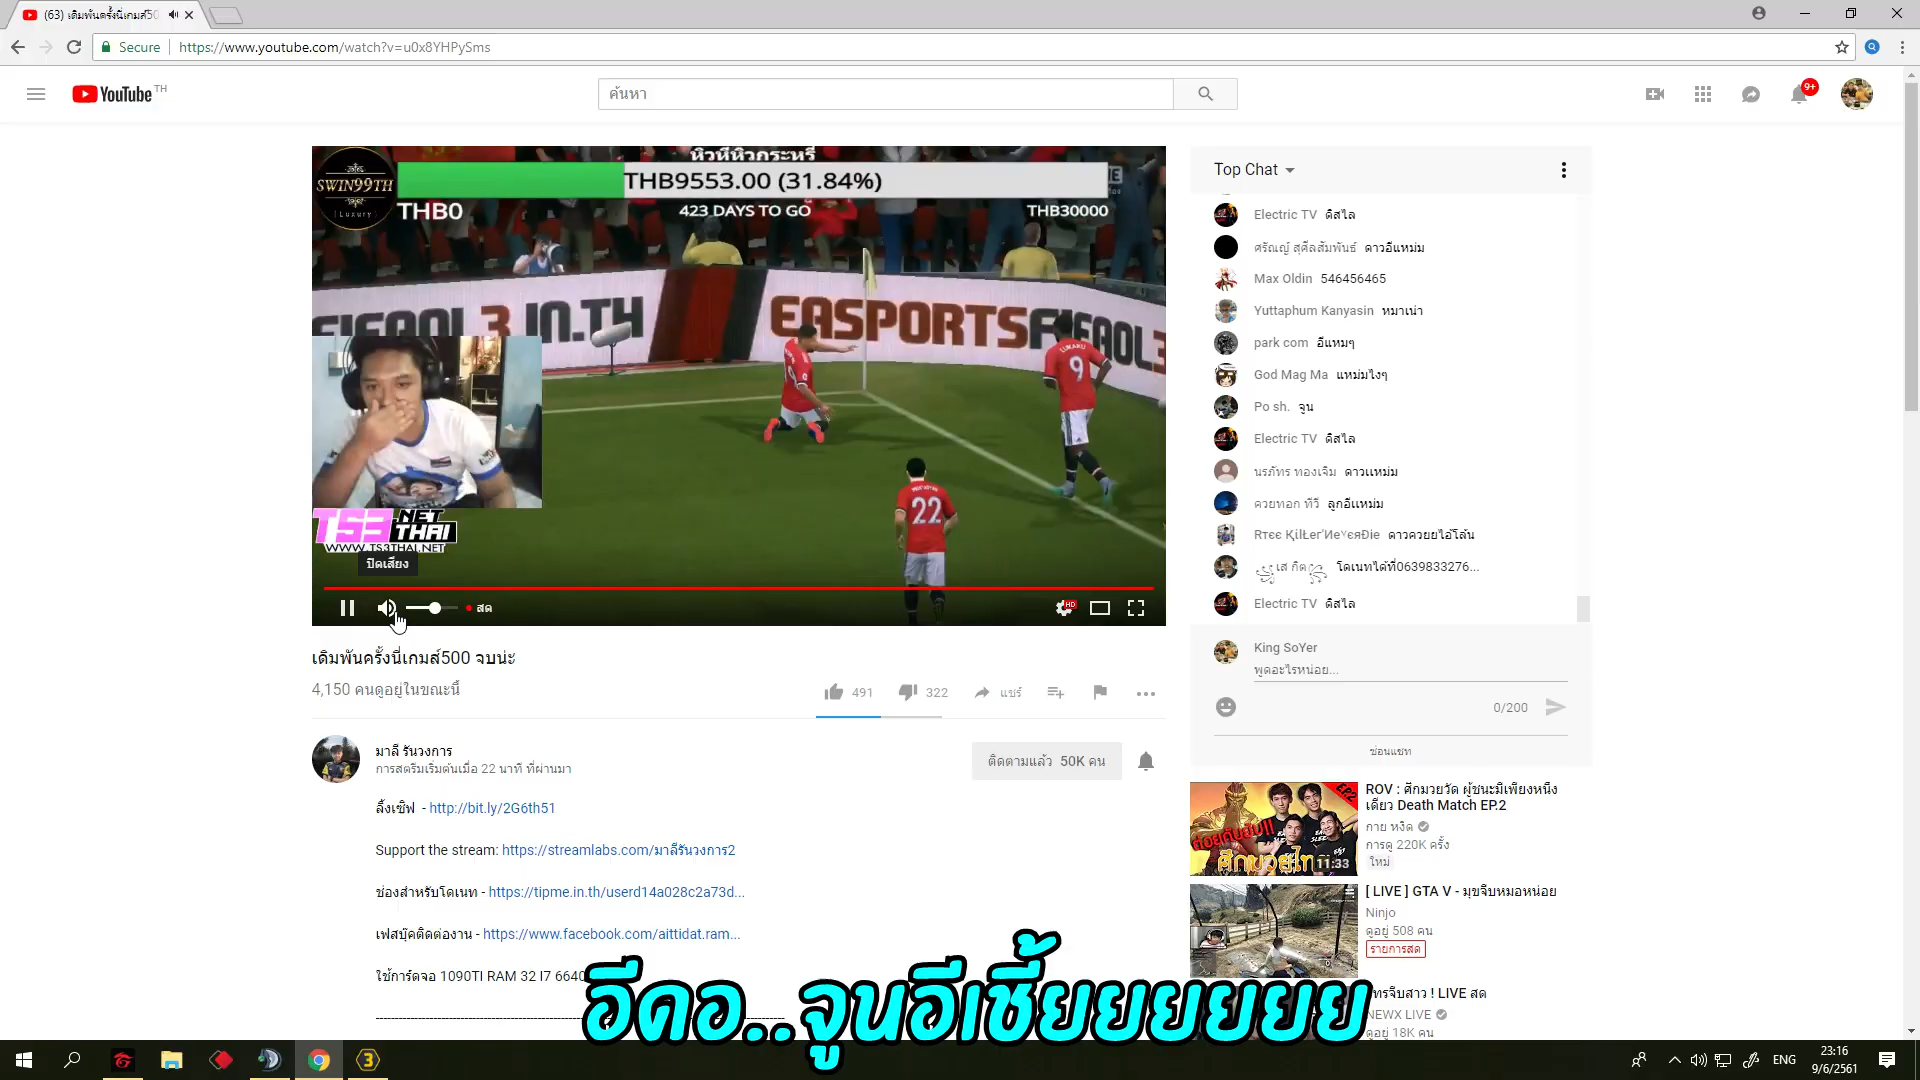 (63) เดิมพันครั้งนี้เกมส์50
Secure | https://www.youtube.com/watch?v=u0x8YHPySms
YouTube TH
ค้นหา
9+
หิวหิหิวกระหรี่
SWIN99TH
(Luxury)
THB9553.00 (31.84%)
THB0
423 DAYS TO GO
THB30000
FIFAOL3.IN.TH
EASPORTSFIFAOL3
LUKAKU
9
22
TS3 .NET THAI
WWW.TS3THAI.NET
ปิดเสียง
สด
HD
Top Chat
Electric TV ดิสไล
ศรัณญ์ สุศีลสัมพันธ์ ดาวอีแหม่ม
Max Oldin 546456465
Yuttaphum Kanyasin หมาเน่า
park com อีแหมๆ
God Mag Ma แหม่มไงๆ
Po sh. จูน
Electric TV ดิสไล
นรภัทร ทองเจิม ดาวแหม่ม
ควยทอก ทีวี ลูกอีแหม่ม
ดาวควยยไอ้โล้น
เส กิต โดเนทได้ที่0639833276...
Electric TV ดิสไล
King SoYer
พูดอะไรหน่อย...
0/200
ซ่อนแชท
เดิมพันครั้งนี้เกมส์500 จบน่ะ
4,150 คนดูอยู่ในขณะนี้
491 322 แชร์
มาลี รันวงการ
การสตรีมเริ่มต้นเมื่อ 22 นาที ที่ผ่านมา
ติดตามแล้ว 50K คน
ลิ้งเซิฟ - http://bit.ly/2G6th51
Support the stream: https://streamlabs.com/มาลีรันวงการ2
ช่องสำหรับโดเนท - https://tipme.in.th/userd14a028c2a73d...
เฟสบุ๊คติดต่องาน - https://www.facebook.com/aittidat.ram...
ใช้การ์ดจอ 1090TI RAM 32 I7 6640
EP.2
11:33
ROV : ศึกมวยวัด ผู้ชนะมีเพียงหนึ่ง
เดียว Death Match EP.2
กาย หงิด
การดู 220K ครั้ง
ใหม่
[ LIVE ] GTA V - มุขจีบหมอหน่อย
Ninjo
ดูอยู่ 508 คน
รายการสด
ทรจีบสาว ! LIVE สด
NEWX LIVE
ดูอยู่ 18K คน
อีดอ..จูนอีเชี้ยยยยยยย
ENG
23:16
9/6/2561